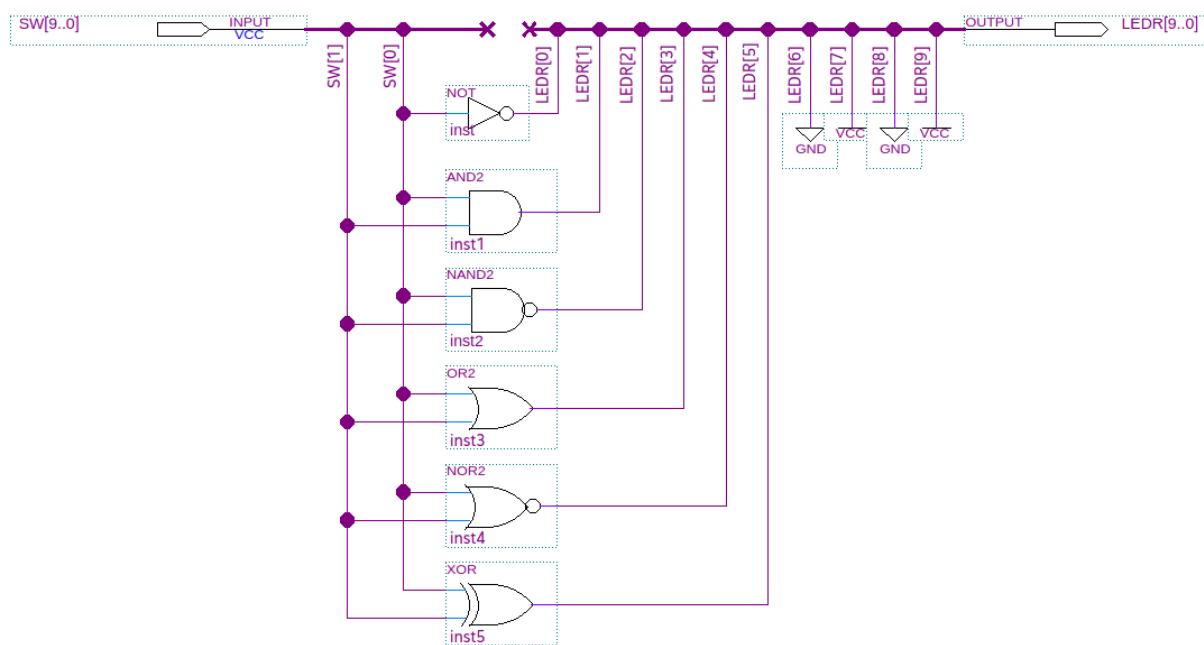 SW[9..0]
INPUT
VCC
OUTPUT
LEDR[9..0]
SW[1]
SW[0]
LEDR[0]
LEDR[1]
LEDR[2]
LEDR[3]
LEDR[4]
LEDR[5]
LEDR[6]
LEDR[7]
LEDR[8]
LEDR[9]
NOT
inst
GND
VCC
GND
VCC
AND2
inst1
NAND2
inst2
OR2
inst3
NOR2
inst4
XOR
inst5